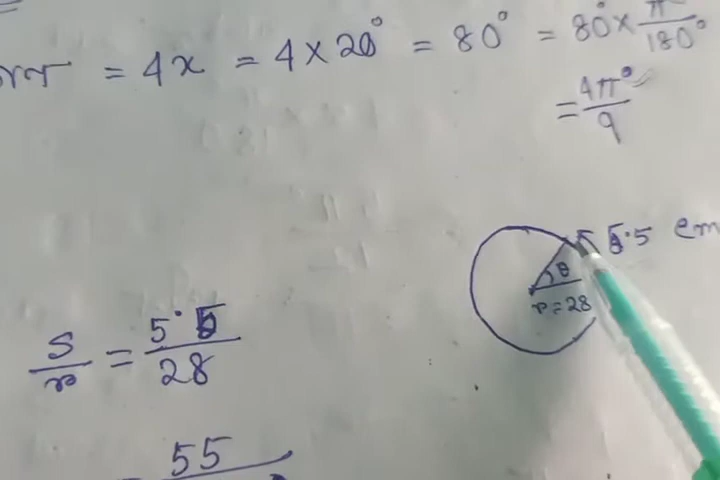 = 4x = 4 × 20° = 80° = 80° × π/180°
= 4π°/9
5.5 cm
θ
r = 28
s/r = 5.5/28
55